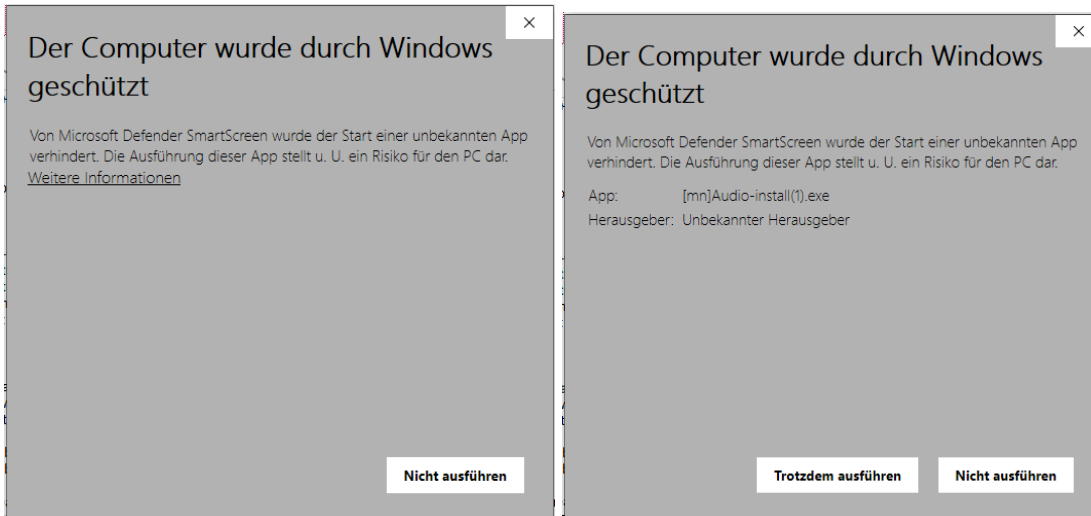 Der Computer wurde durch Windows
geschützt
Von Microsoft Defender SmartScreen wurde der Start einer unbekannten App
verhindert. Die Ausführung dieser App stellt u. U. ein Risiko für den PC dar.
Weitere Informationen
Nicht ausführen
Der Computer wurde durch Windows
geschützt
Von Microsoft Defender SmartScreen wurde der Start einer unbekannten App
verhindert. Die Ausführung dieser App stellt u. U. ein Risiko für den PC dar.
App: [mn]Audio-install(1).exe
Herausgeber: Unbekannter Herausgeber
Trotzdem ausführen Nicht ausführen